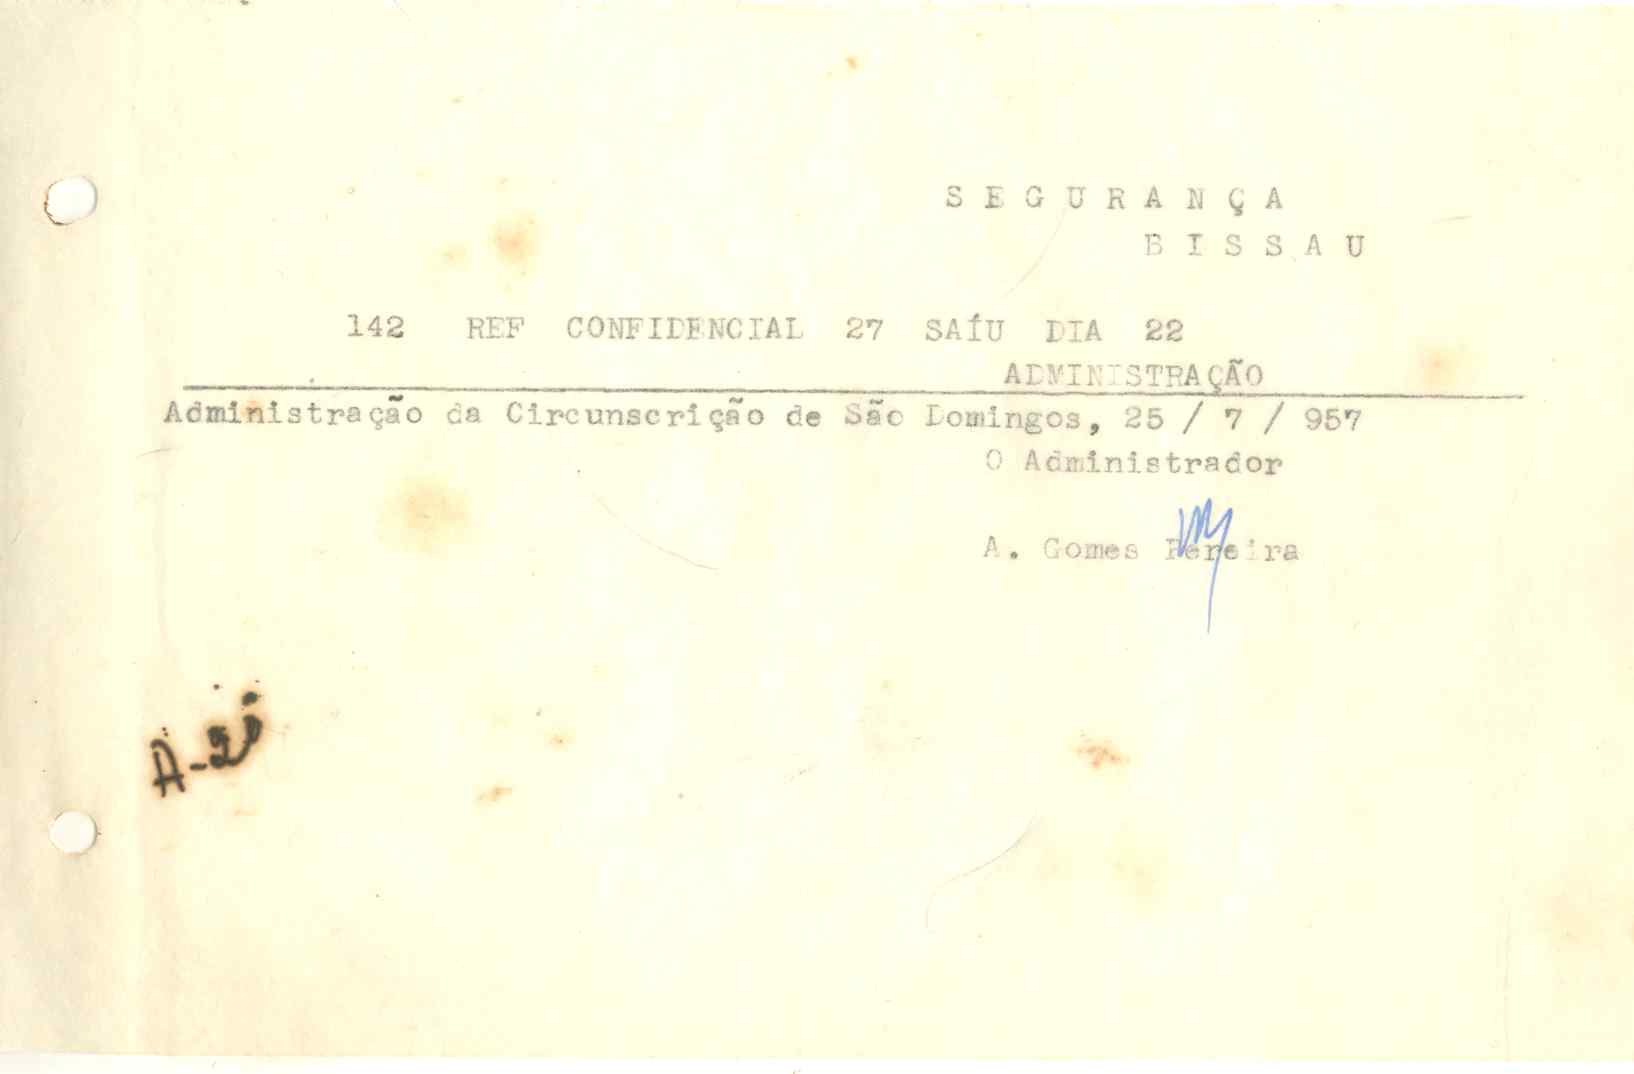 S E G U R A N Ç A
B I S S A U
142 REF CONFIDENCIAL 27 SAÍU DIA 22
ADMINISTRAÇÃO
Administração da Circunscrição de São Domingos, 25 / 7 / 957
O Administrador
A. Gomes Pereira